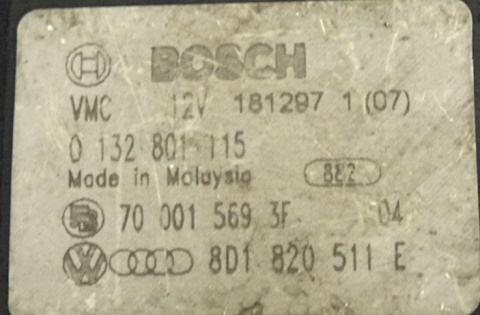 BOSCH
VMC 12V 181297 1 (07)
0 132 801 115
Made in Malaysia 882
70 001 569 3F 04
8D1 820 511 E